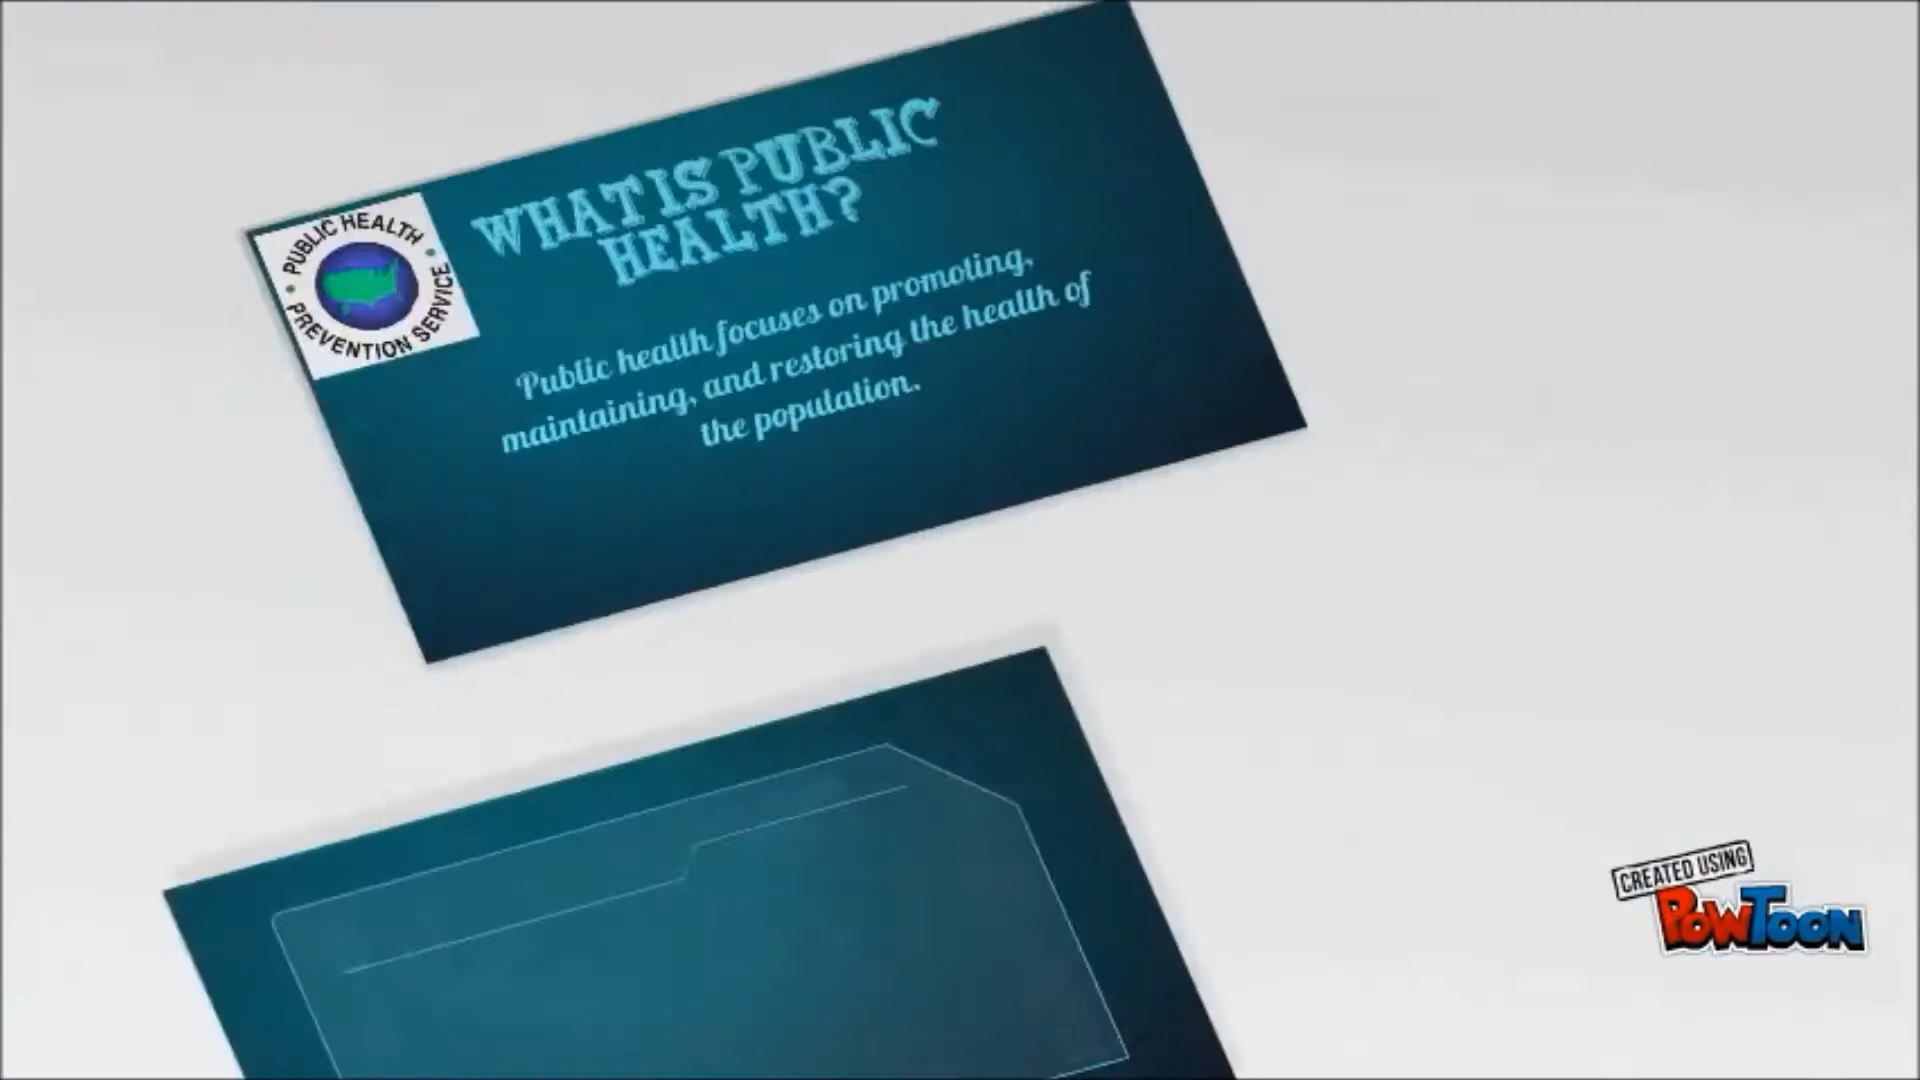 WHAT IS PUBLIC
HEALTH?
PUBLIC HEALTH
PREVENTION SERVICE
Public health focuses on promoting,
maintaining, and restoring the health of
the population.
CREATED USING
POWTOON